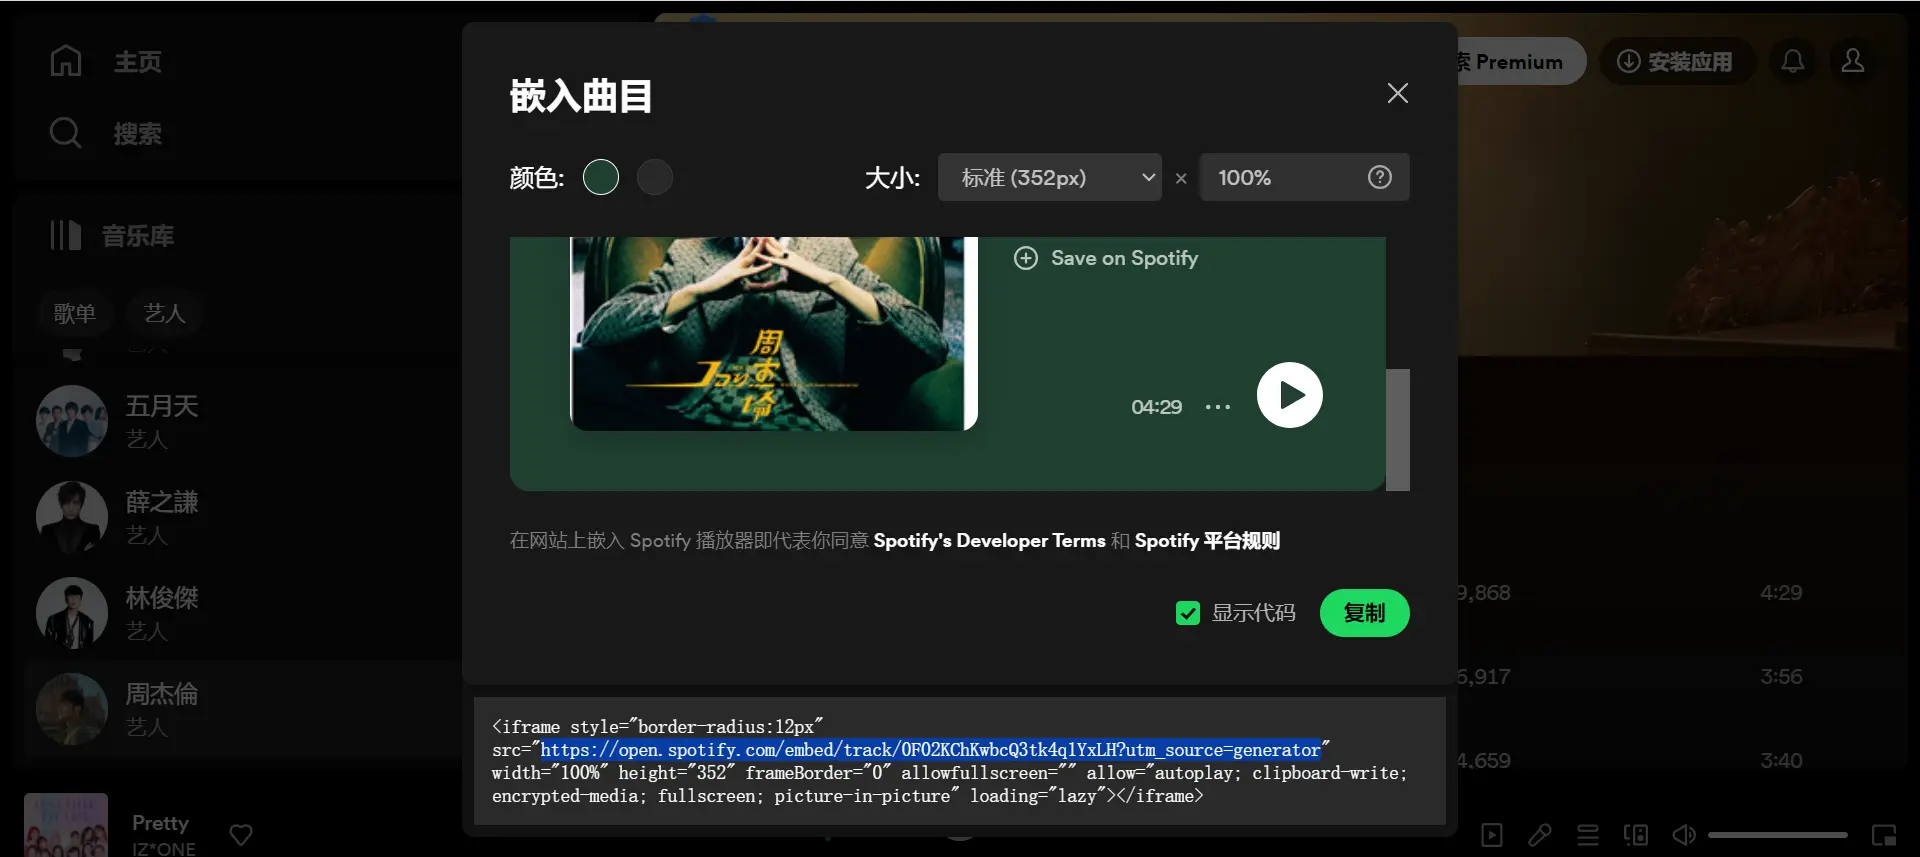 主页
搜索
音乐库
歌单
艺人
五月天
艺人
薛之謙
艺人
林俊傑
艺人
周杰倫
艺人
Pretty
IZ*ONE
嵌入曲目
颜色:
大小:
标准 (352px)
×
100%
Save on Spotify
周杰倫
Jay
04:29
在网站上嵌入 Spotify 播放器即代表你同意 Spotify's Developer Terms 和 Spotify 平台规则
显示代码
复制
<iframe style="border-radius:12px"
src="https://open.spotify.com/embed/track/0F02KChKwbcQ3tk4q1YxLH?utm_source=generator"
width="100%" height="352" frameBorder="0" allowfullscreen="" allow="autoplay; clipboard-write;
encrypted-media; fullscreen; picture-in-picture" loading="lazy"></iframe>
索 Premium
安装应用
9,868
4:29
6,917
3:56
4,659
3:40